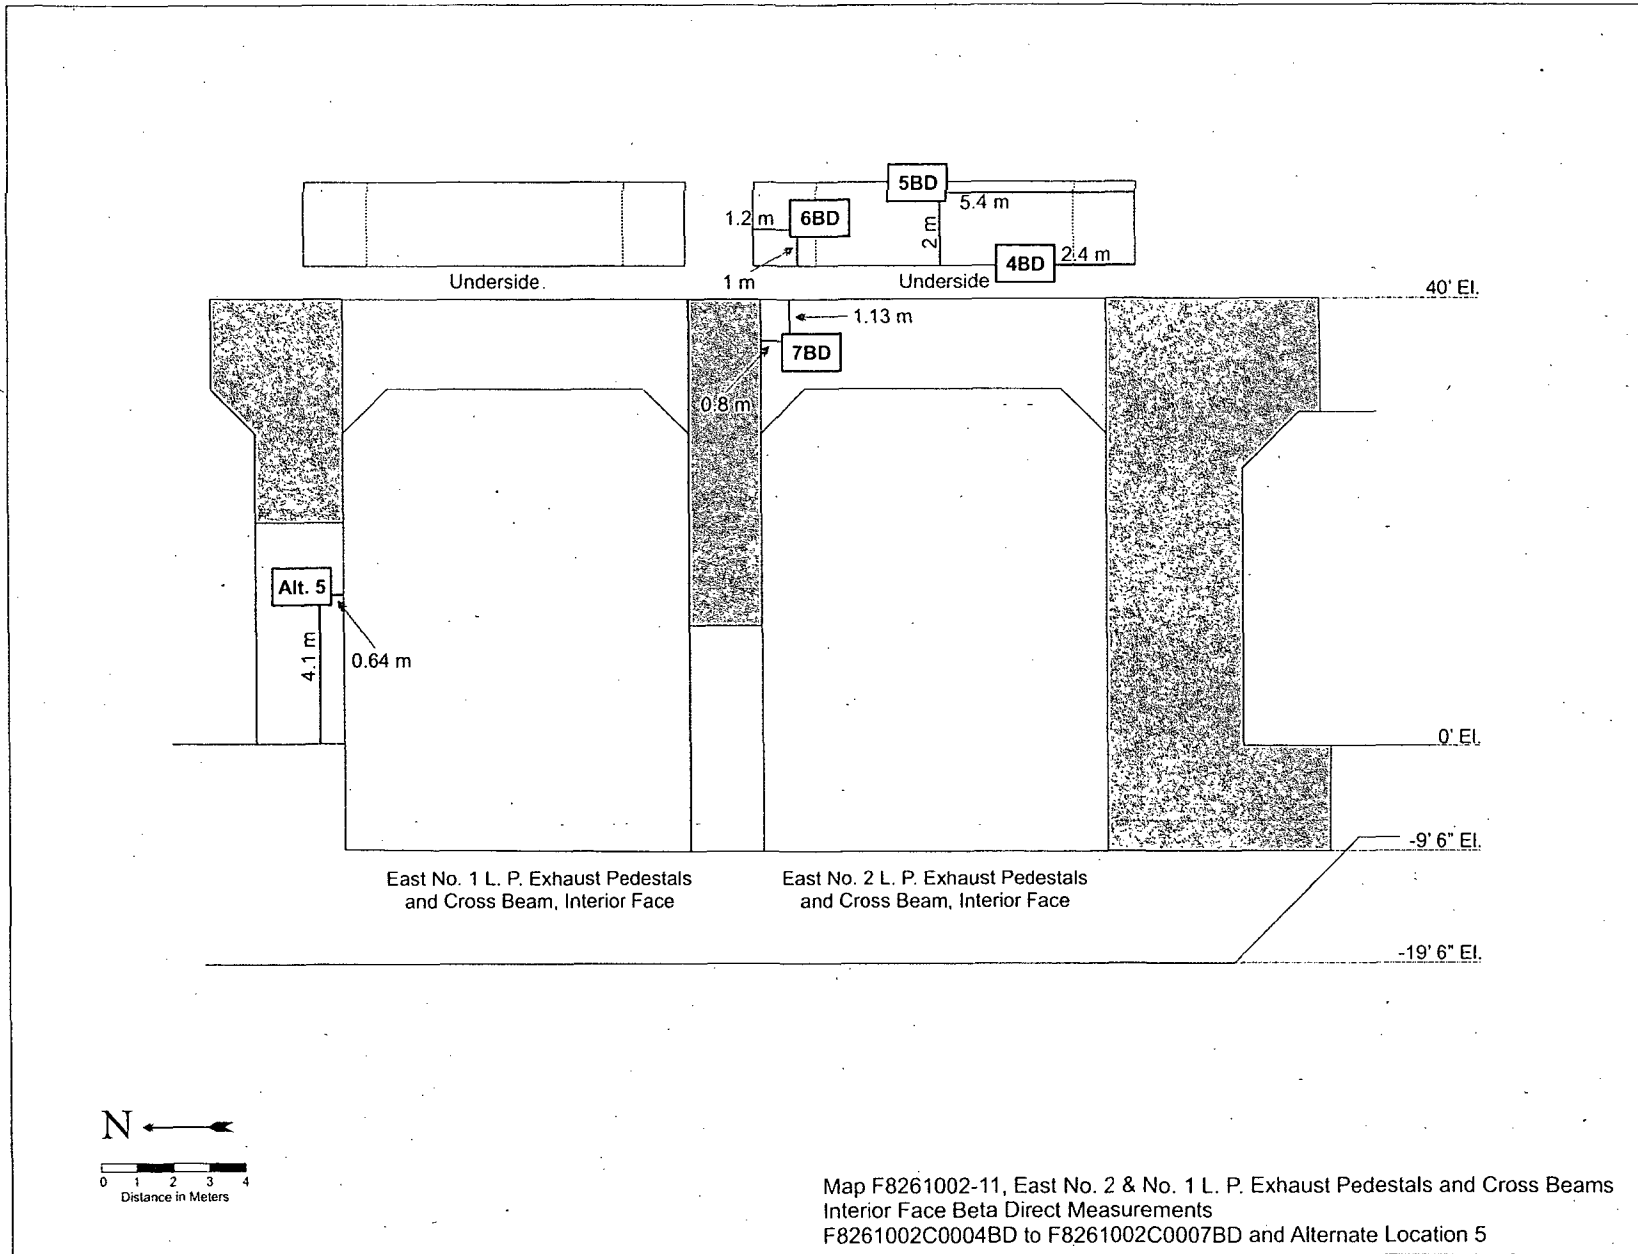 5BD
5.4 m
1.2 m
6BD
2 m
4BD
2.4 m
1 m
Underside.
Underside
40' El.
1.13 m
7BD
0.8 m
Alt. 5
4.1 m
0.64 m
0' El.
-9' 6" El.
East No. 1 L. P. Exhaust Pedestals
and Cross Beam, Interior Face
East No. 2 L. P. Exhaust Pedestals
and Cross Beam, Interior Face
-19' 6" El.
N
0 1 2 3 4
Distance in Meters
Map F8261002-11, East No. 2 & No. 1 L. P. Exhaust Pedestals and Cross Beams
Interior Face Beta Direct Measurements
F8261002C0004BD to F8261002C0007BD and Alternate Location 5